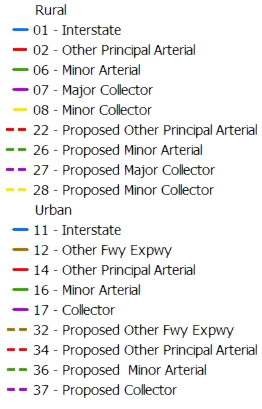 Rural
01 - Interstate
02 - Other Principal Arterial
06 - Minor Arterial
07 - Major Collector
08 - Minor Collector
22 - Proposed Other Principal Arterial
26 - Proposed Minor Arterial
27 - Proposed Major Collector
28 - Proposed Minor Collector
Urban
11 - Interstate
12 - Other Fwy Expwy
14 - Other Principal Arterial
16 - Minor Arterial
17 - Collector
32 - Proposed Other Fwy Expwy
34 - Proposed Other Principal Arterial
36 - Proposed  Minor Arterial
37 - Proposed Collector